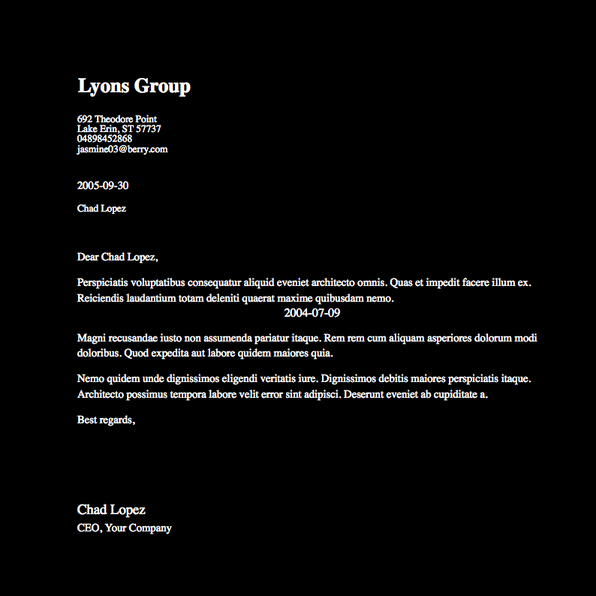 Lyons Group
692 Theodore Point
Lake Erin, ST 57737
04898452868
jasmine03@berry.com
2005-09-30
Chad Lopez
Dear Chad Lopez,
Perspiciatis voluptatibus consequatur aliquid eveniet architecto omnis. Quas et impedit facere illum ex.
Reiciendis laudantium totam deleniti quaerat maxime quibusdam nemo.
2004-07-09
Magni recusandae iusto non assumenda pariatur itaque. Rem rem cum aliquam asperiores dolorum modi
doloribus. Quod expedita aut labore quidem maiores quia.
Nemo quidem unde dignissimos eligendi veritatis iure. Dignissimos debitis maiores perspiciatis itaque.
Architecto possimus tempora labore velit error sint adipisci. Deserunt eveniet ab cupiditate a.
Best regards,
Chad Lopez
CEO, Your Company